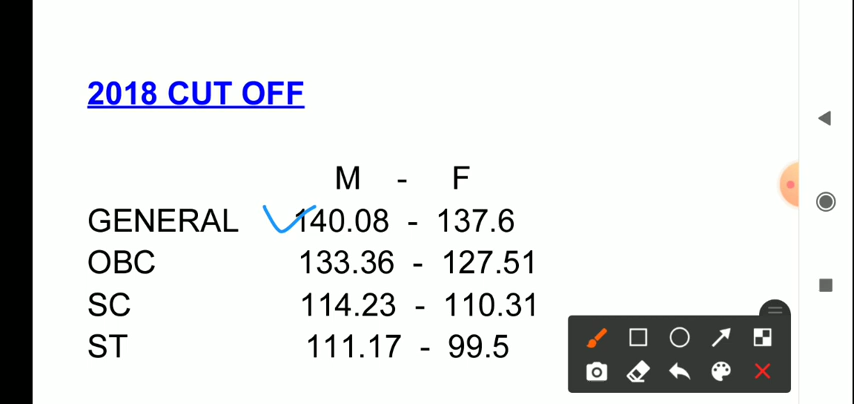 2018 CUT OFF
M - F
GENERAL 140.08 - 137.6
OBC 133.36 - 127.51
SC 114.23 - 110.31
ST 111.17 - 99.5